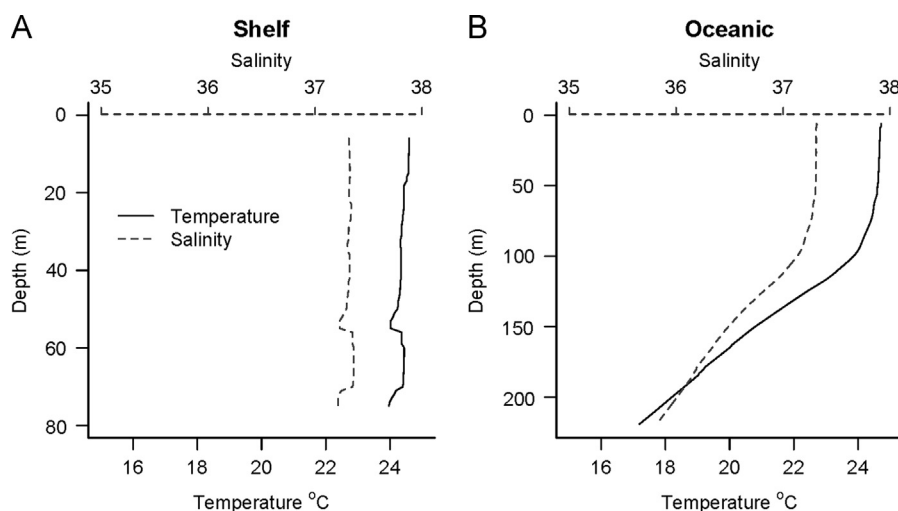 A
Shelf
Salinity
35 36 37 38
0
20
40
60
80
Depth (m)
Temperature
Salinity
16 18 20 22 24
Temperature °C
B
Oceanic
Salinity
35 36 37 38
0
50
100
150
200
Depth (m)
16 18 20 22 24
Temperature °C